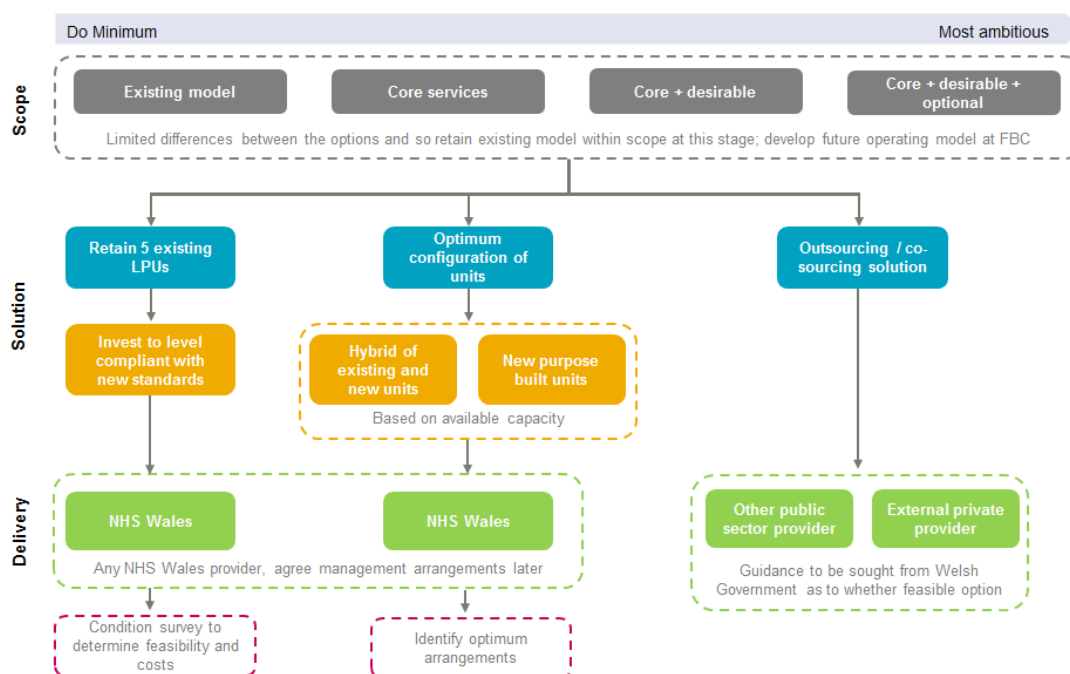 Do Minimum
Most ambitious
Scope
Existing model
Core services
Core + desirable
Core + desirable +
optional
Limited differences between the options and so retain existing model within scope at this stage; develop future operating model at FBC
Solution
Retain 5 existing
LPUs
Optimum
configuration of
units
Outsourcing / co-
sourcing solution
Invest to level
compliant with
new standards
Hybrid of
existing and
new units
New purpose
built units
Based on available capacity
Delivery
NHS Wales
NHS Wales
Any NHS Wales provider, agree management arrangements later
Other public
sector provider
External private
provider
Guidance to be sought from Welsh
Government as to whether feasible option
Condition survey to
determine feasibility and
costs
Identify optimum
arrangements